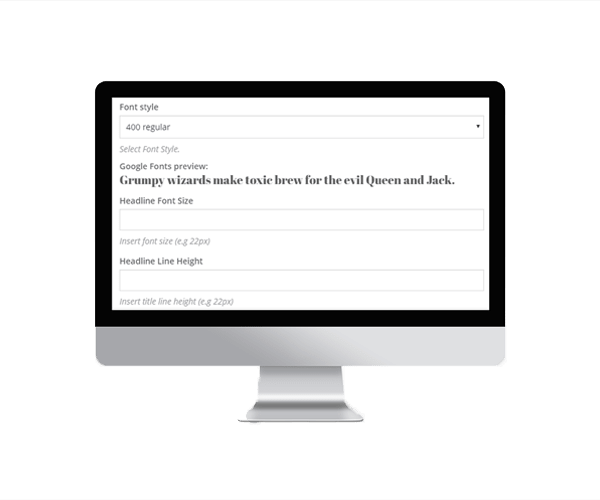 Font style
400 regular
Select Font Style.
Google Fonts preview:
Grumpy wizards make toxic brew for the evil Queen and Jack.
Headline Font Size
Insert font size (e.g 22px)
Headline Line Height
Insert title line height (e,g 22px)